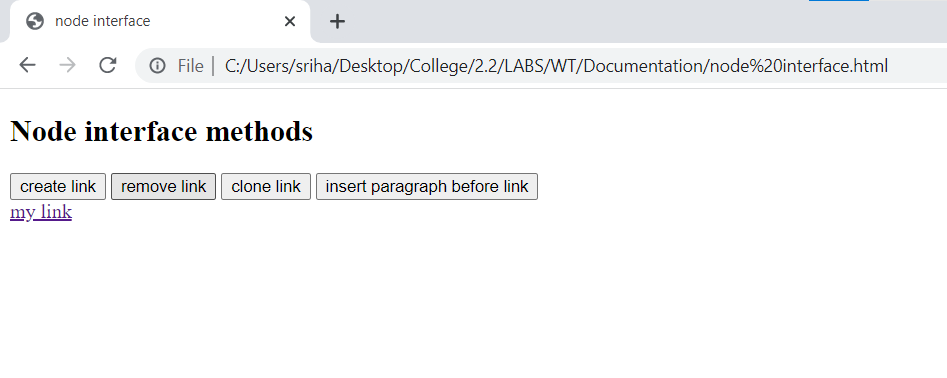 node interface
File | C:/Users/sriha/Desktop/College/2.2/LABS/WT/Documentation/node%20interface.html
Node interface methods
create link remove link clone link insert paragraph before link
my link